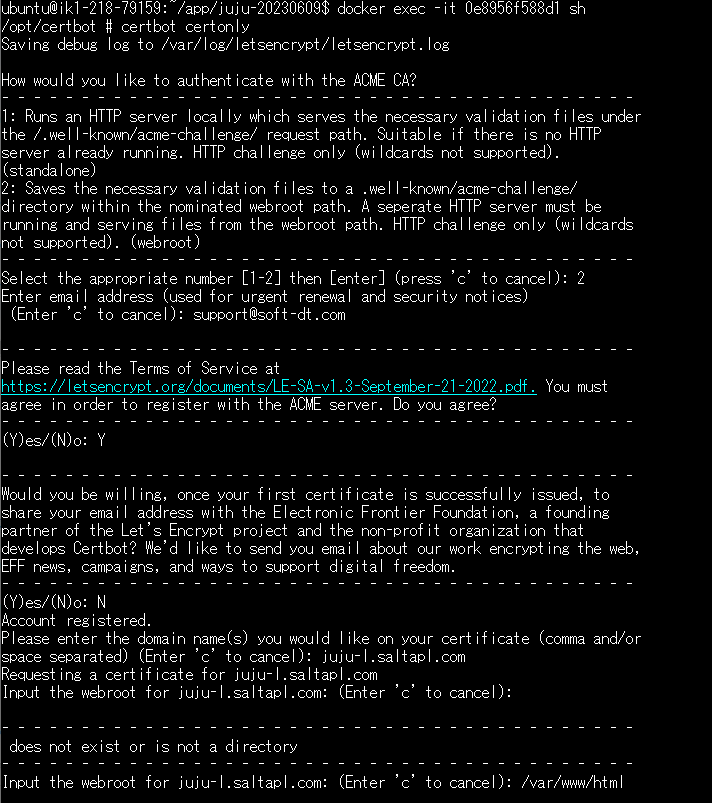 ubuntu@ik1-218-79159:~/app/juju-20230609$ docker exec -it 0e8956f588d1 sh
/opt/certbot # certbot certonly
Saving debug log to /var/log/letsencrypt/letsencrypt.log

How would you like to authenticate with the ACME CA?
- - - - - - - - - - - - - - - - - - - - - - - - - - - - - - - - - - - - - - - -
1: Runs an HTTP server locally which serves the necessary validation files under
the /.well-known/acme-challenge/ request path. Suitable if there is no HTTP
server already running. HTTP challenge only (wildcards not supported).
(standalone)
2: Saves the necessary validation files to a .well-known/acme-challenge/
directory within the nominated webroot path. A seperate HTTP server must be
running and serving files from the webroot path. HTTP challenge only (wildcards
not supported). (webroot)
- - - - - - - - - - - - - - - - - - - - - - - - - - - - - - - - - - - - - - - -
Select the appropriate number [1-2] then [enter] (press 'c' to cancel): 2
Enter email address (used for urgent renewal and security notices)
 (Enter 'c' to cancel): support@soft-dt.com

- - - - - - - - - - - - - - - - - - - - - - - - - - - - - - - - - - - - - - - -
Please read the Terms of Service at
https://letsencrypt.org/documents/LE-SA-v1.3-September-21-2022.pdf. You must
agree in order to register with the ACME server. Do you agree?
- - - - - - - - - - - - - - - - - - - - - - - - - - - - - - - - - - - - - - - -
(Y)es/(N)o: Y

- - - - - - - - - - - - - - - - - - - - - - - - - - - - - - - - - - - - - - - -
Would you be willing, once your first certificate is successfully issued, to
share your email address with the Electronic Frontier Foundation, a founding
partner of the Let's Encrypt project and the non-profit organization that
develops Certbot? We'd like to send you email about our work encrypting the web,
EFF news, campaigns, and ways to support digital freedom.
- - - - - - - - - - - - - - - - - - - - - - - - - - - - - - - - - - - - - - - -
(Y)es/(N)o: N
Account registered.
Please enter the domain name(s) you would like on your certificate (comma and/or
space separated) (Enter 'c' to cancel): juju-l.saltapl.com
Requesting a certificate for juju-l.saltapl.com
Input the webroot for juju-l.saltapl.com: (Enter 'c' to cancel):

- - - - - - - - - - - - - - - - - - - - - - - - - - - - - - - - - - - - - - - -
 does not exist or is not a directory
- - - - - - - - - - - - - - - - - - - - - - - - - - - - - - - - - - - - - - - -
Input the webroot for juju-l.saltapl.com: (Enter 'c' to cancel): /var/www/html